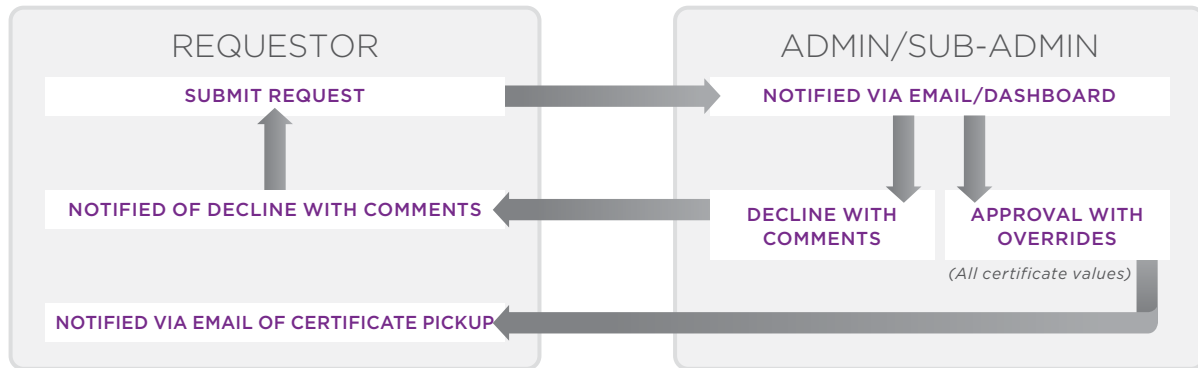 REQUESTOR
SUBMIT REQUEST
NOTIFIED OF DECLINE WITH COMMENTS
NOTIFIED VIA EMAIL OF CERTIFICATE PICKUP
ADMIN/SUB-ADMIN
NOTIFIED VIA EMAIL/DASHBOARD
DECLINE WITH
COMMENTS
APPROVAL WITH
OVERRIDES
(All certificate values)